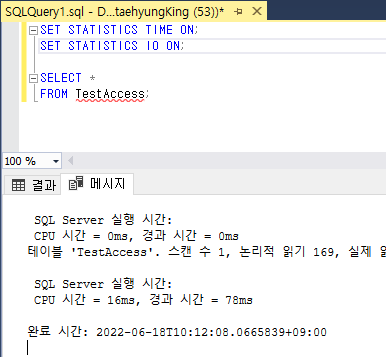 SQLQuery1.sql - D...taehyungKing (53))*
SET STATISTICS TIME ON;
SET STATISTICS IO ON;
SELECT *
FROM TestAccess;
100 %
결과 메시지
SQL Server 실행 시간:
CPU 시간 = 0ms, 경과 시간 = 0ms
테이블 'TestAccess'. 스캔 수 1, 논리적 읽기 169, 실제
SQL Server 실행 시간:
CPU 시간 = 16ms, 경과 시간 = 78ms
완료 시간: 2022-06-18T10:12:08.0665839+09:00